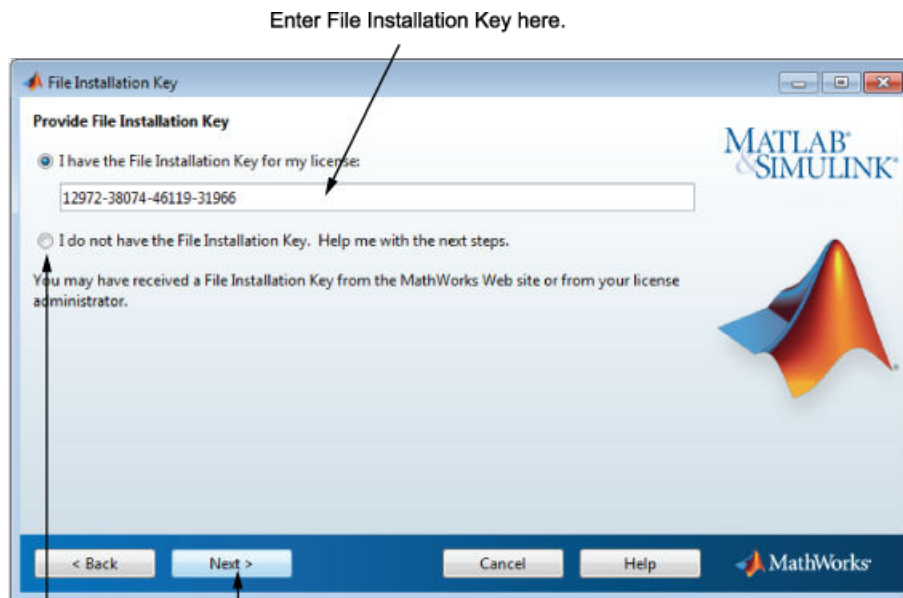 Enter File Installation Key here.
File Installation Key
Provide File Installation Key
MATLAB®
&SIMULINK®
I have the File Installation Key for my license:
12972-38074-46119-31966
I do not have the File Installation Key. Help me with the next steps.
You may have received a File Installation Key from the MathWorks Web site or from your license
administrator.
< Back Next > Cancel Help MathWorks®